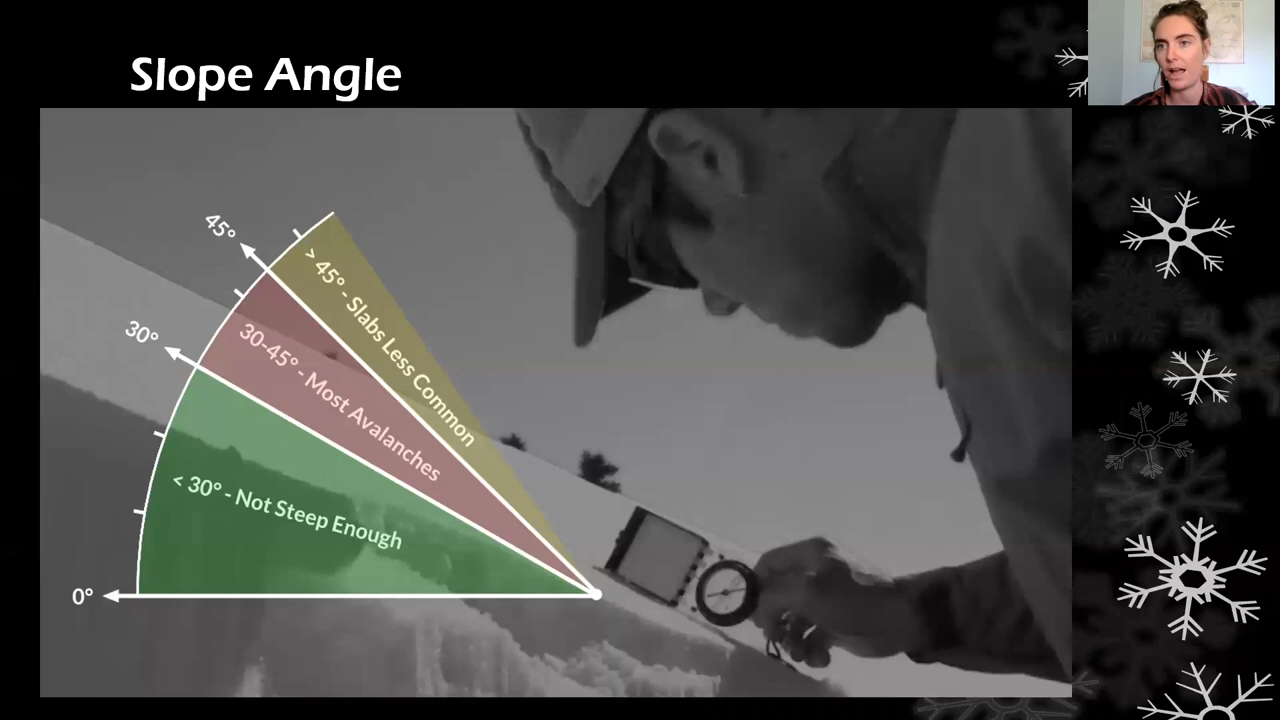 Slope Angle
45°
> 45° - Slabs Less Common
30°
30-45° - Most Avalanches
< 30° - Not Steep Enough
0°